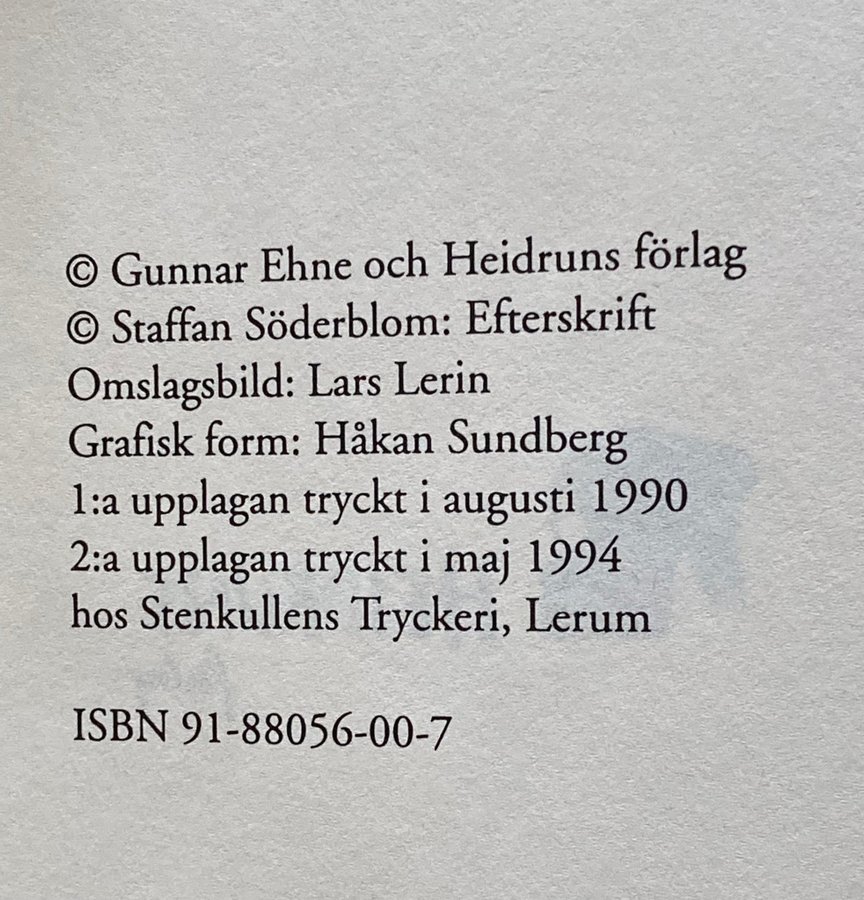 © Gunnar Ehne och Heidruns förlag
© Staffan Söderblom: Efterskrift
Omslagsbild: Lars Lerin
Grafisk form: Håkan Sundberg
1:a upplagan tryckt i augusti 1990
2:a upplagan tryckt i maj 1994
hos Stenkullens Tryckeri, Lerum
ISBN 91-88056-00-7